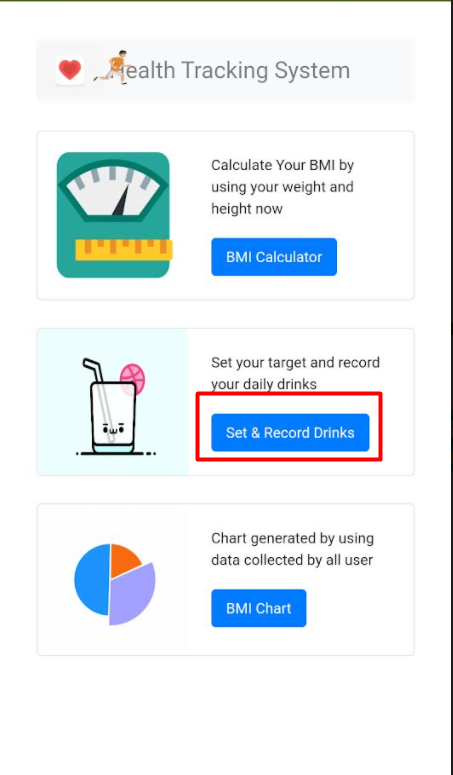 Health Tracking System
Calculate Your BMI by
using your weight and
height now
BMI Calculator
Set your target and record
your daily drinks
Set & Record Drinks
Chart generated by using
data collected by all user
BMI Chart